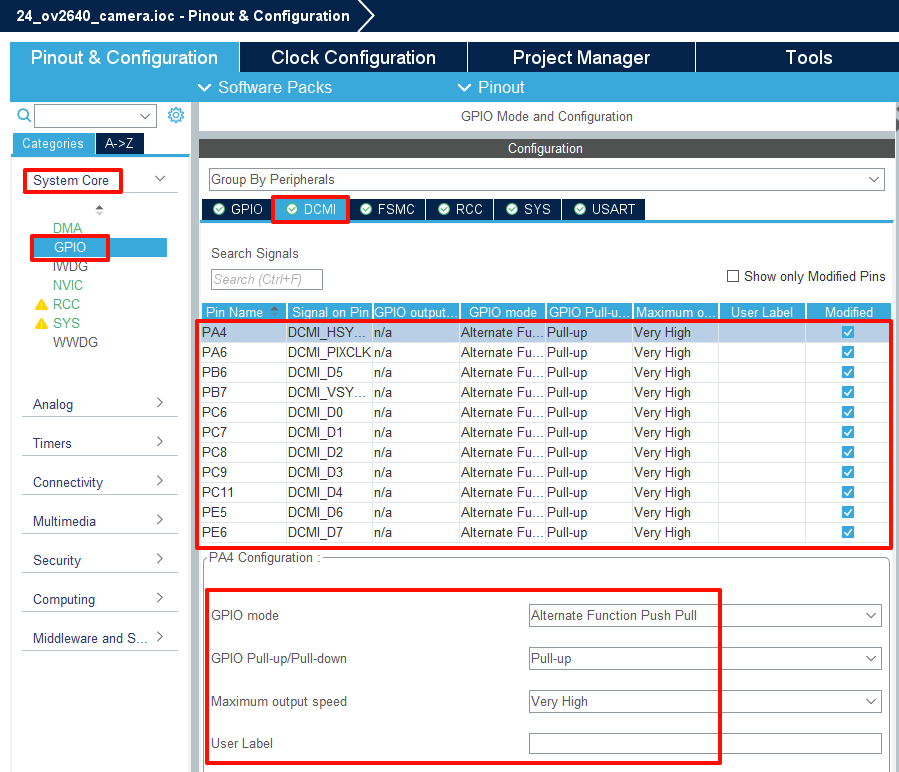 24_ov2640_camera.ioc - Pinout & Configuration
Pinout & Configuration Clock Configuration Project Manager Tools
Software Packs Pinout
GPIO Mode and Configuration
Categories A->Z
Configuration
System Core
Group By Peripherals
GPIO DCMI FSMC RCC SYS USART
DMA
GPIO
IWDG
NVIC
RCC
SYS
WWDG
Analog
Timers
Connectivity
Multimedia
Security
Computing
Middleware and S...
Search Signals
Search (Ctrl+F)
Show only Modified Pins
Pin Name Signal on Pin GPIO output... GPIO mode GPIO Pull-u... Maximum o... User Label Modified
PA4 DCMI_HSY... n/a Alternate Fu... Pull-up Very High
PA6 DCMI_PIXCLK n/a Alternate Fu... Pull-up Very High
PB6 DCMI_D5 n/a Alternate Fu... Pull-up Very High
PB7 DCMI_VSY... n/a Alternate Fu... Pull-up Very High
PC6 DCMI_D0 n/a Alternate Fu... Pull-up Very High
PC7 DCMI_D1 n/a Alternate Fu... Pull-up Very High
PC8 DCMI_D2 n/a Alternate Fu... Pull-up Very High
PC9 DCMI_D3 n/a Alternate Fu... Pull-up Very High
PC11 DCMI_D4 n/a Alternate Fu... Pull-up Very High
PE5 DCMI_D6 n/a Alternate Fu... Pull-up Very High
PE6 DCMI_D7 n/a Alternate Fu... Pull-up Very High
PA4 Configuration :
GPIO mode Alternate Function Push Pull
GPIO Pull-up/Pull-down Pull-up
Maximum output speed Very High
User Label